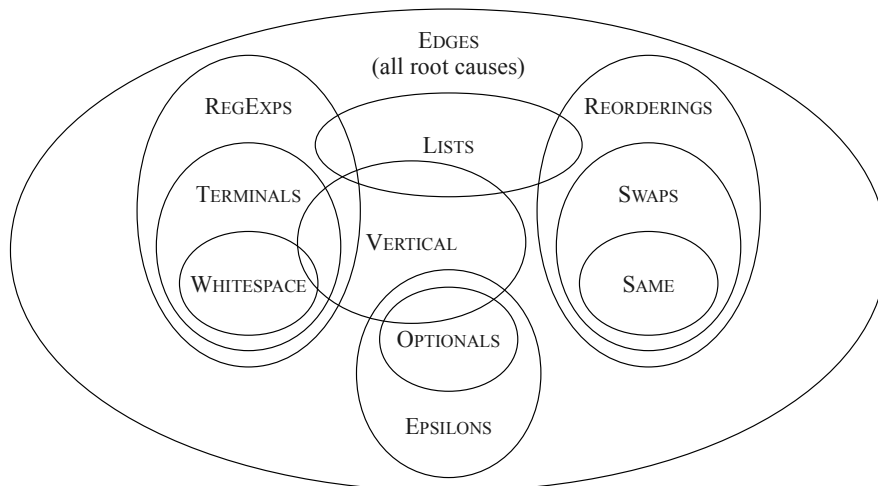 EDGES
(all root causes)
REGEXPS
REORDERINGS
LISTS
TERMINALS
SWAPS
VERTICAL
WHITESPACE
SAME
OPTIONALS
EPSILONS